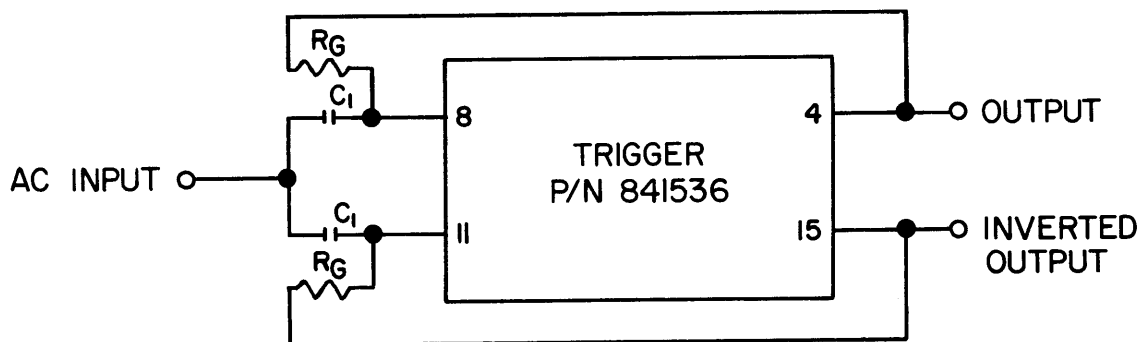 RG
C1
8
4
OUTPUT
AC INPUT
TRIGGER
P/N 841536
C1
11
15
INVERTED
OUTPUT
RG